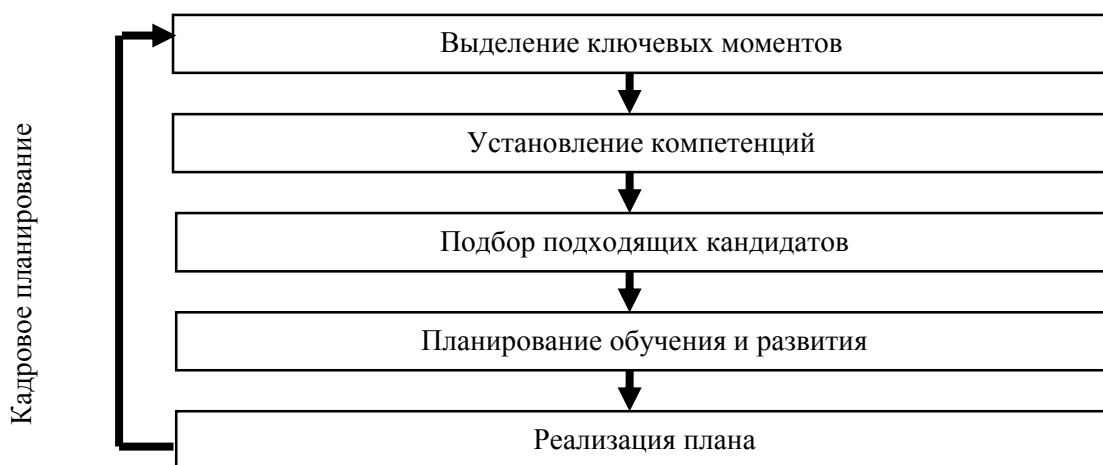 Кадровое планирование
Выделение ключевых моментов
Установление компетенций
Подбор подходящих кандидатов
Планирование обучения и развития
Реализация плана